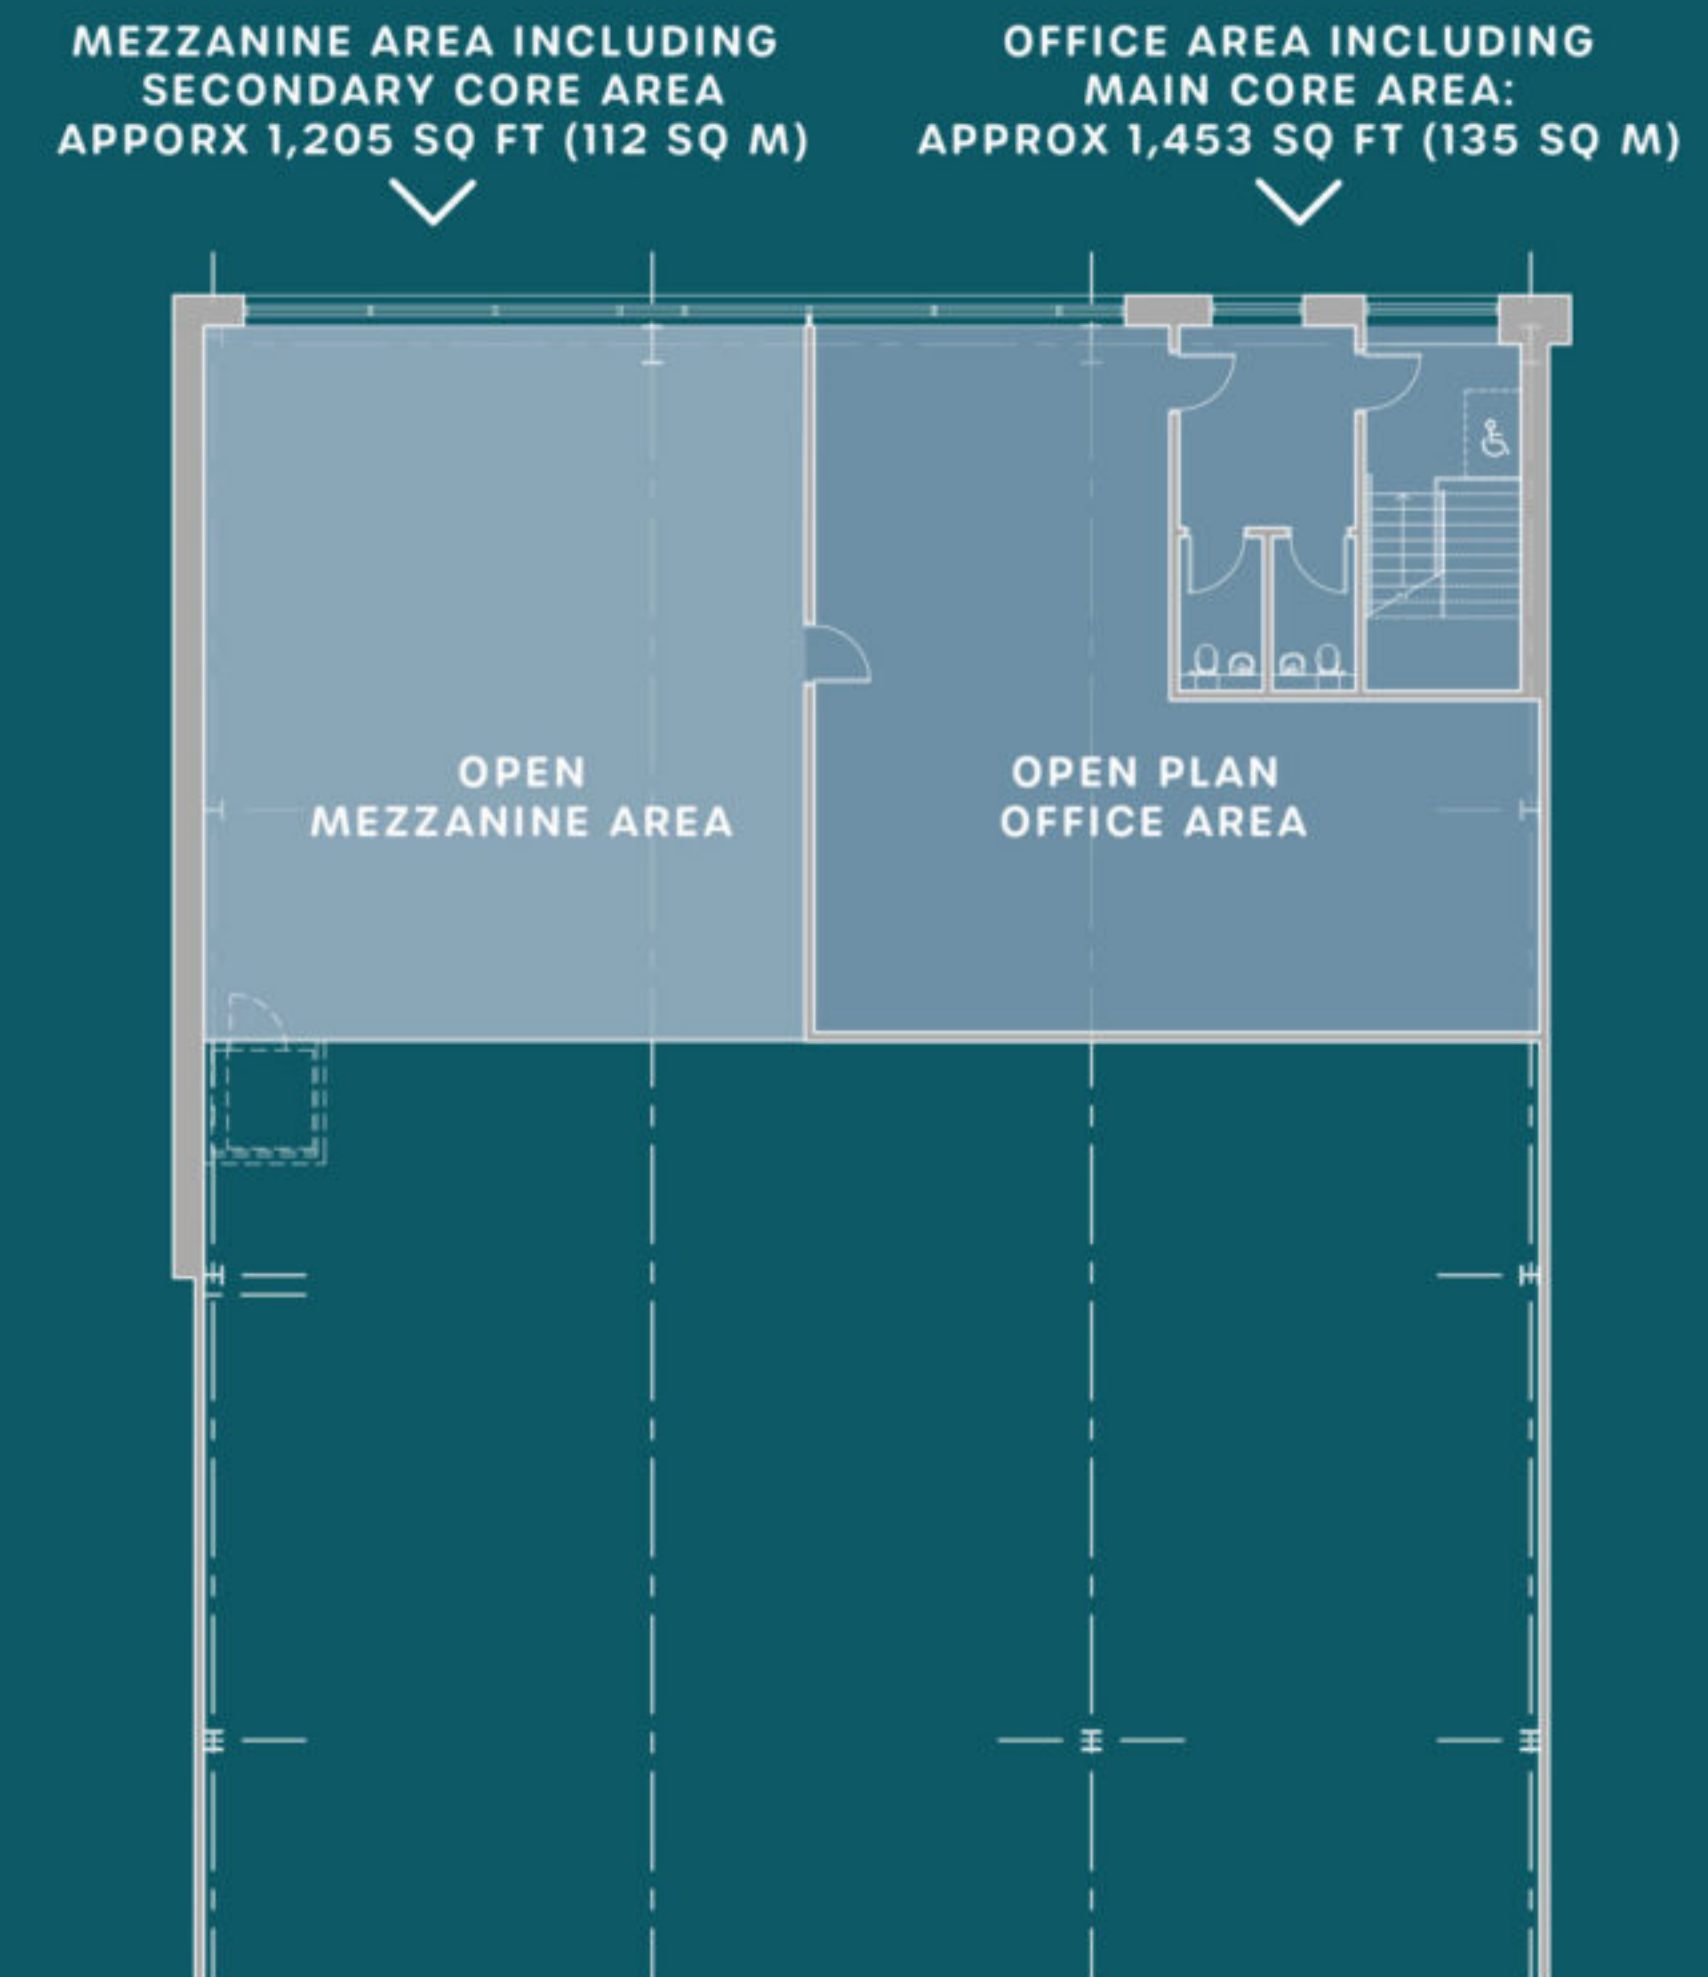 MEZZANINE AREA INCLUDING
SECONDARY CORE AREA
APPORX 1,205 SQ FT (112 SQ M)
OFFICE AREA INCLUDING
MAIN CORE AREA:
APPROX 1,453 SQ FT (135 SQ M)
OPEN
MEZZANINE AREA
OPEN PLAN
OFFICE AREA